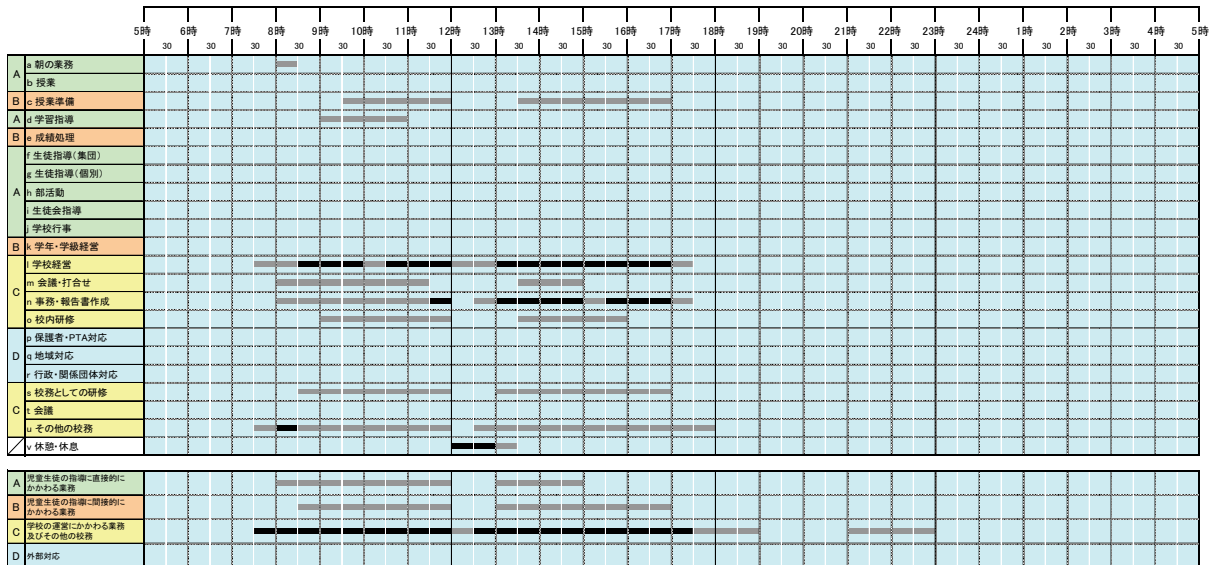 5時 6時 7時 8時 9時 10時 11時 12時 13時 14時 15時 16時 17時 18時 19時 20時 21時 22時 23時 24時 1時 2時 3時 4時 5時
30 30 30 30 30 30 30 30 30 30 30 30 30 30 30 30 30 30 30 30 30 30 30 30
A
a 朝の業務
b 授業
B c 授業準備
A d 学習指導
B e 成績処理
A
f 生徒指導(集団)
g 生徒指導(個別)
h 部活動
i 生徒会指導
j 学校行事
B k 学年・学級経営
C
l 学校経営
m 会議・打合せ
n 事務・報告書作成
o 校内研修
D
p 保護者・PTA対応
q 地域対応
r 行政・関係団体対応
C
s 校務としての研修
t 会議
u その他の校務
v 休憩・休息
A 児童生徒の指導に直接的に
かかわる業務
B 児童生徒の指導に間接的に
かかわる業務
C 学校の運営にかかわる業務
及びその他の校務
D 外部対応